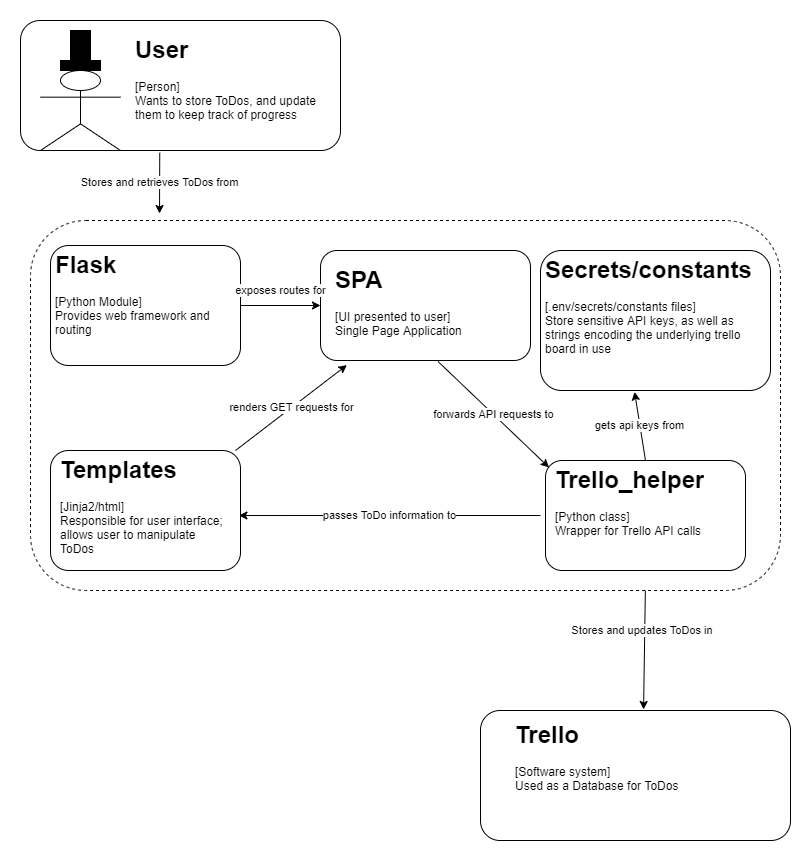 User
[Person]
Wants to store ToDos, and update
them to keep track of progress
Stores and retrieves ToDos from
Flask
[Python Module]
Provides web framework and
routing
exposes routes for
SPA
[UI presented to user]
Single Page Application
Secrets/constants
[.env/secrets/constants files]
Store sensitive API keys, as well as
strings encoding the underlying trello
board in use
renders GET requests for
forwards API requests to
gets api keys from
Templates
[Jinja2/html]
Responsible for user interface;
allows user to manipulate
ToDos
passes ToDo information to
Trello_helper
[Python class]
Wrapper for Trello API calls
Stores and updates ToDos in
Trello
[Software system]
Used as a Database for ToDos